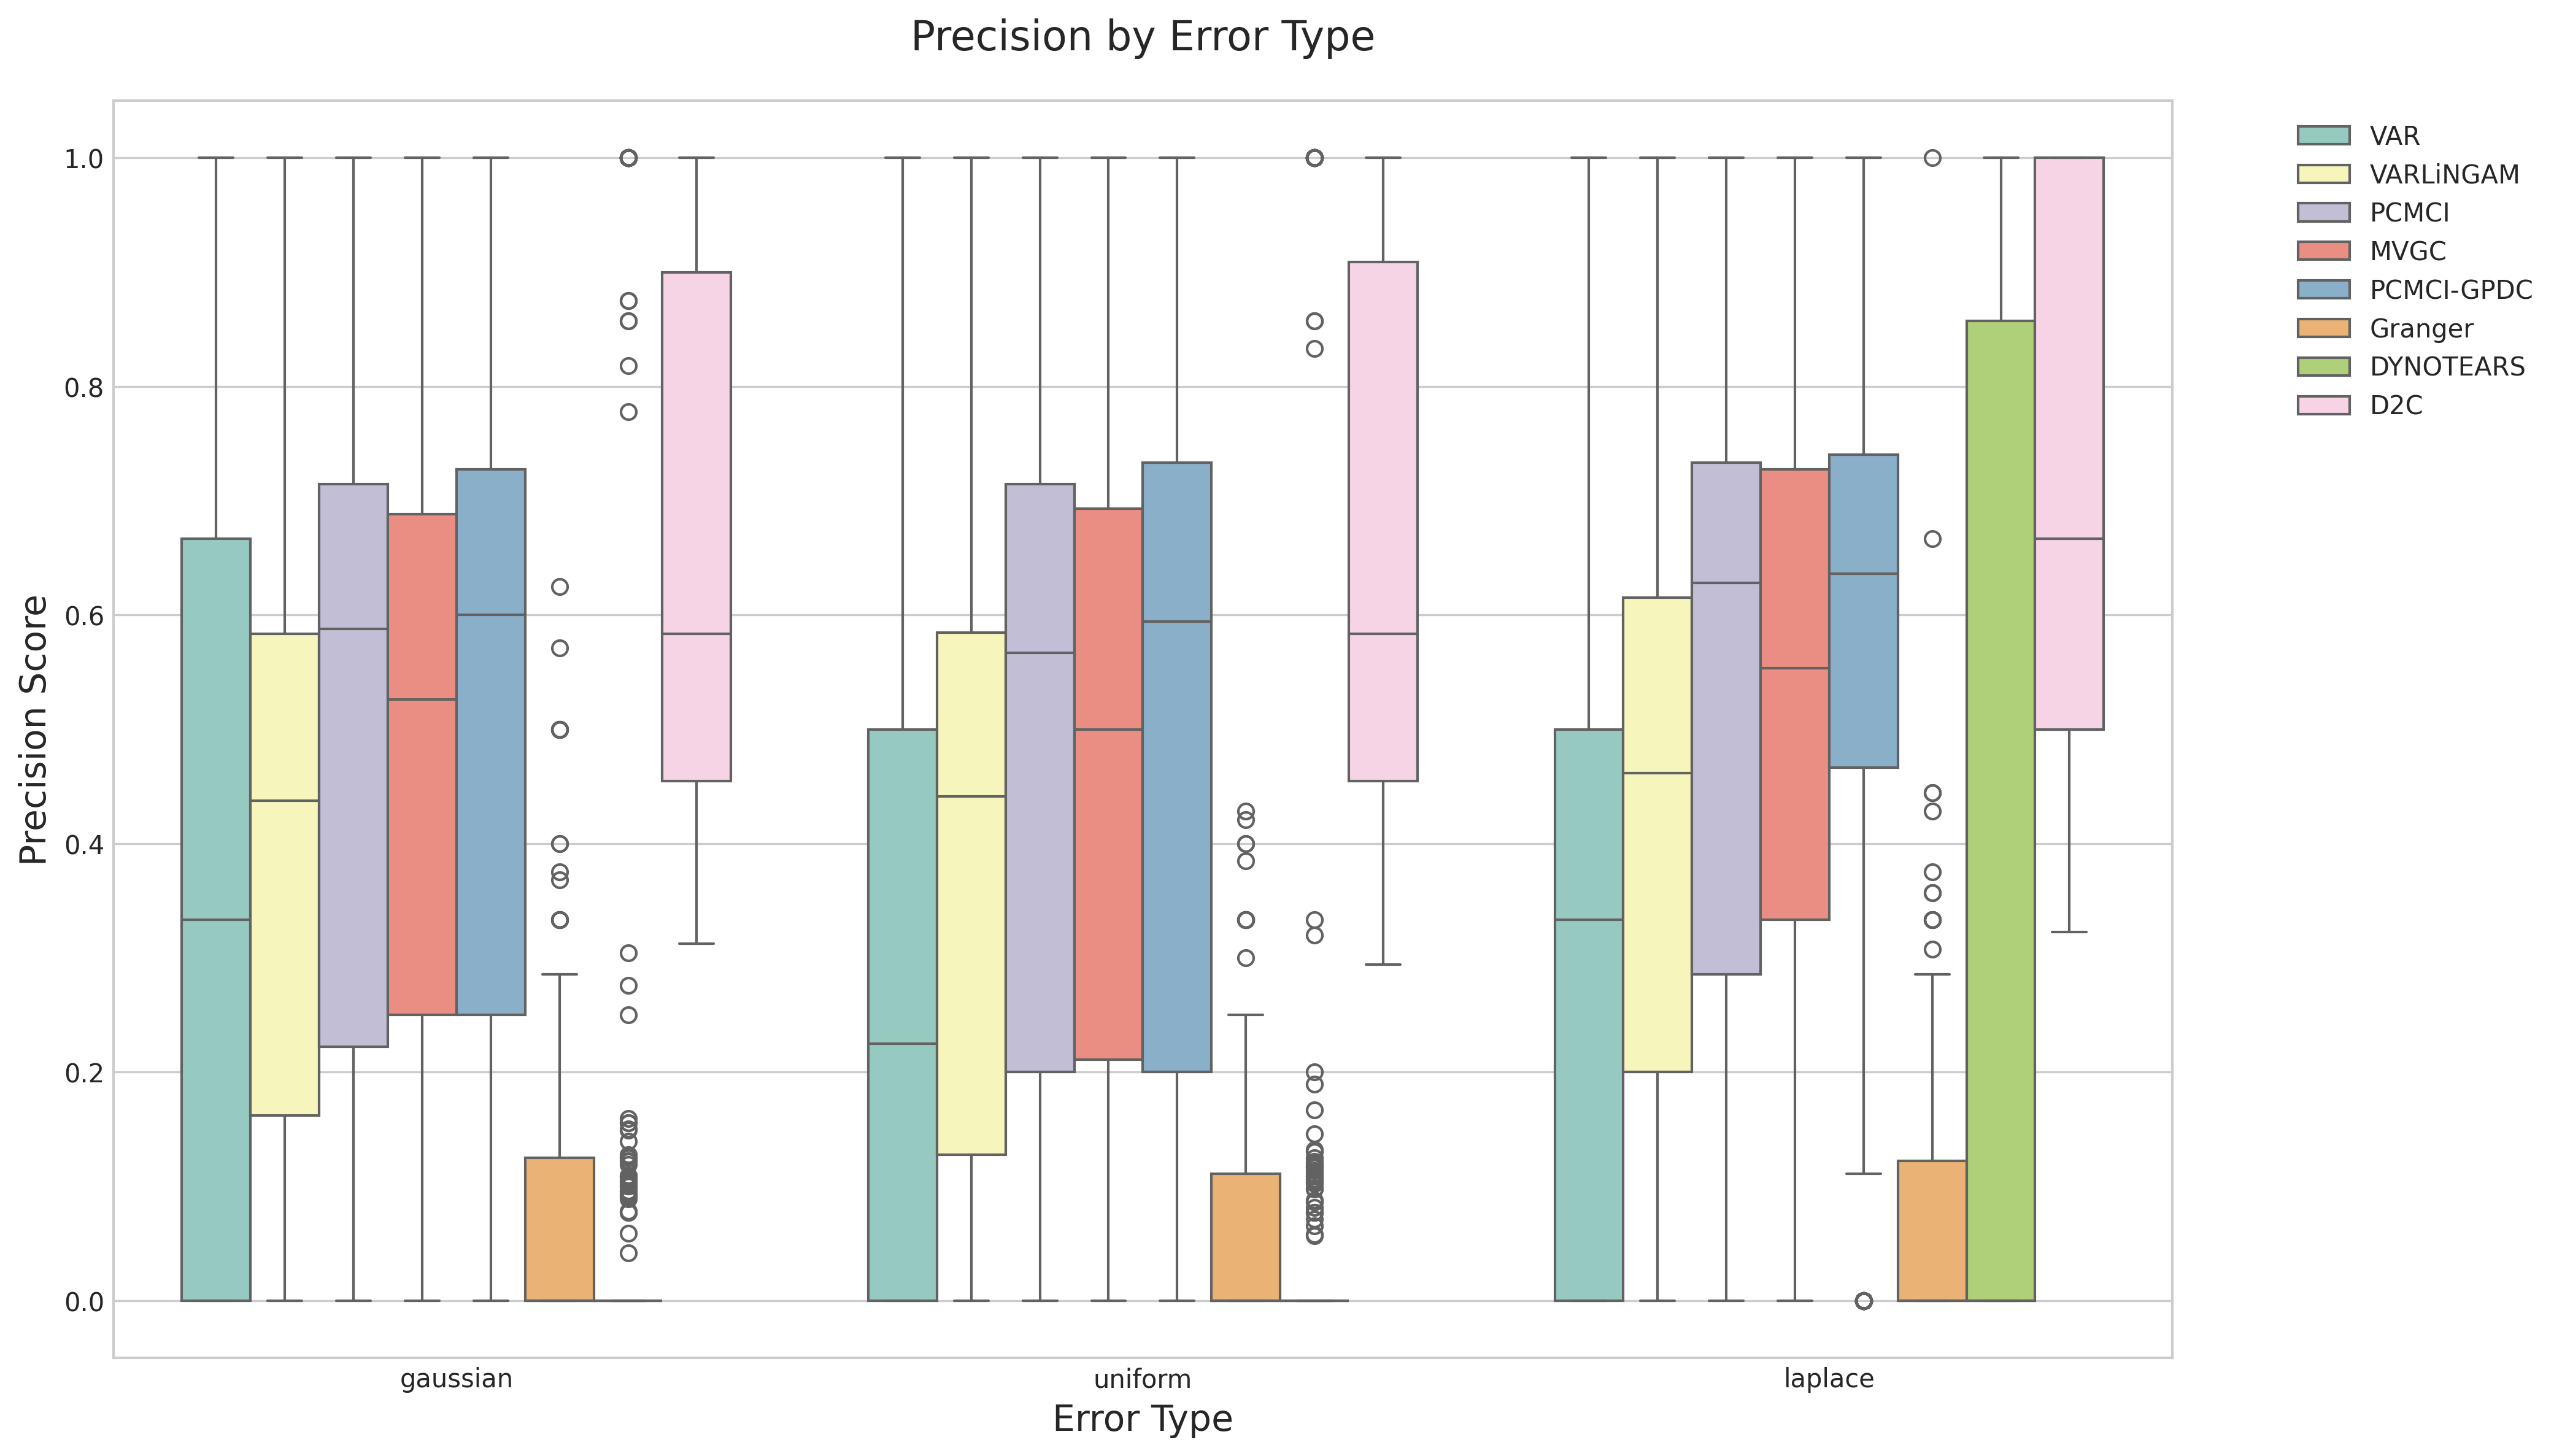 Precision by Error Type
Precision Score
1.0
0.8
0.6
0.4
0.2
0.0
gaussian
uniform
laplace
Error Type
VAR
VARLiNGAM
PCMCI
MVGC
PCMCI-GPDC
Granger
DYNOTEARS
D2C